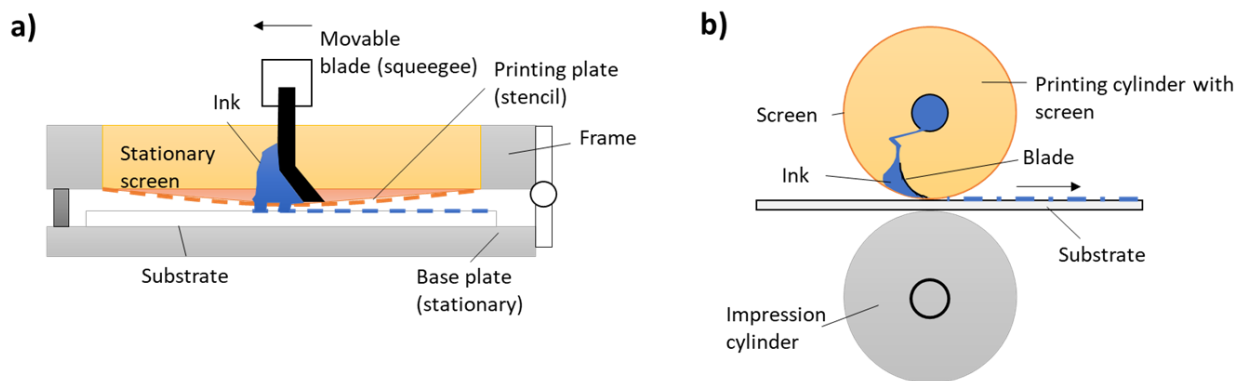 a)
Movable
blade (squeegee)
Printing plate
(stencil)
Ink
Frame
Stationary
screen
Substrate
Base plate
(stationary)
b)
Printing cylinder with
screen
Screen
Blade
Ink
Substrate
Impression
cylinder